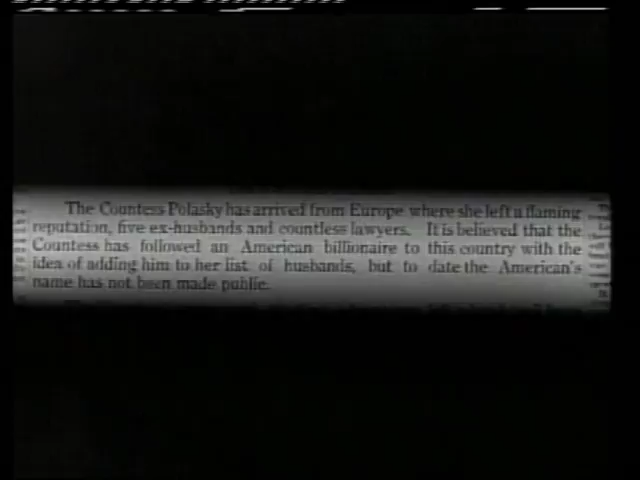 The Countess Polasky has arrived from Europe where she left a flaming
reputation, five ex-husbands and countless lawyers. It is believed that the
Countess has followed an American billionaire to this country with the
idea of adding him to her list of husbands, but to date the American's
name has not been made public.